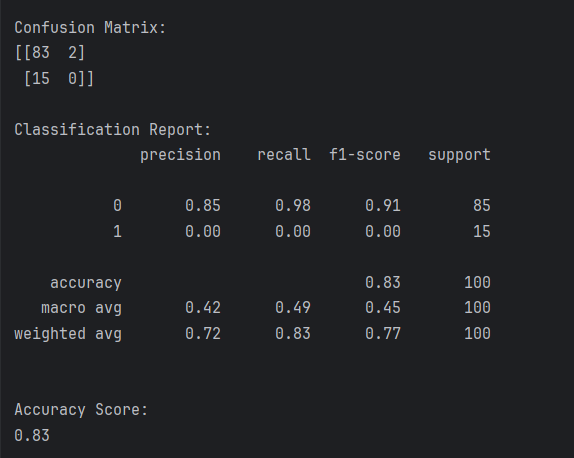 Confusion Matrix:
[[83  2]
 [15  0]]
Classification Report:
              precision    recall  f1-score   support
           0       0.85      0.98      0.91        85
           1       0.00      0.00      0.00        15
    accuracy                           0.83       100
   macro avg       0.42      0.49      0.45       100
weighted avg       0.72      0.83      0.77       100
Accuracy Score:
0.83